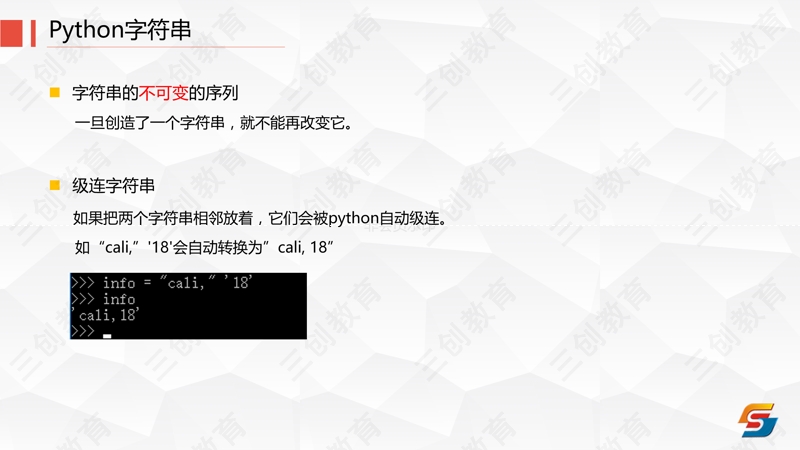 Python字符串
字符串的不可变的序列
一旦创造了一个字符串，就不能再改变它。
级连字符串
如果把两个字符串相邻放着，它们会被python自动级连。
如“cali,”'18'会自动转换为”cali, 18”
>>> info = "cali," '18'
>>> info
'cali,18'
>>> _
三创教育